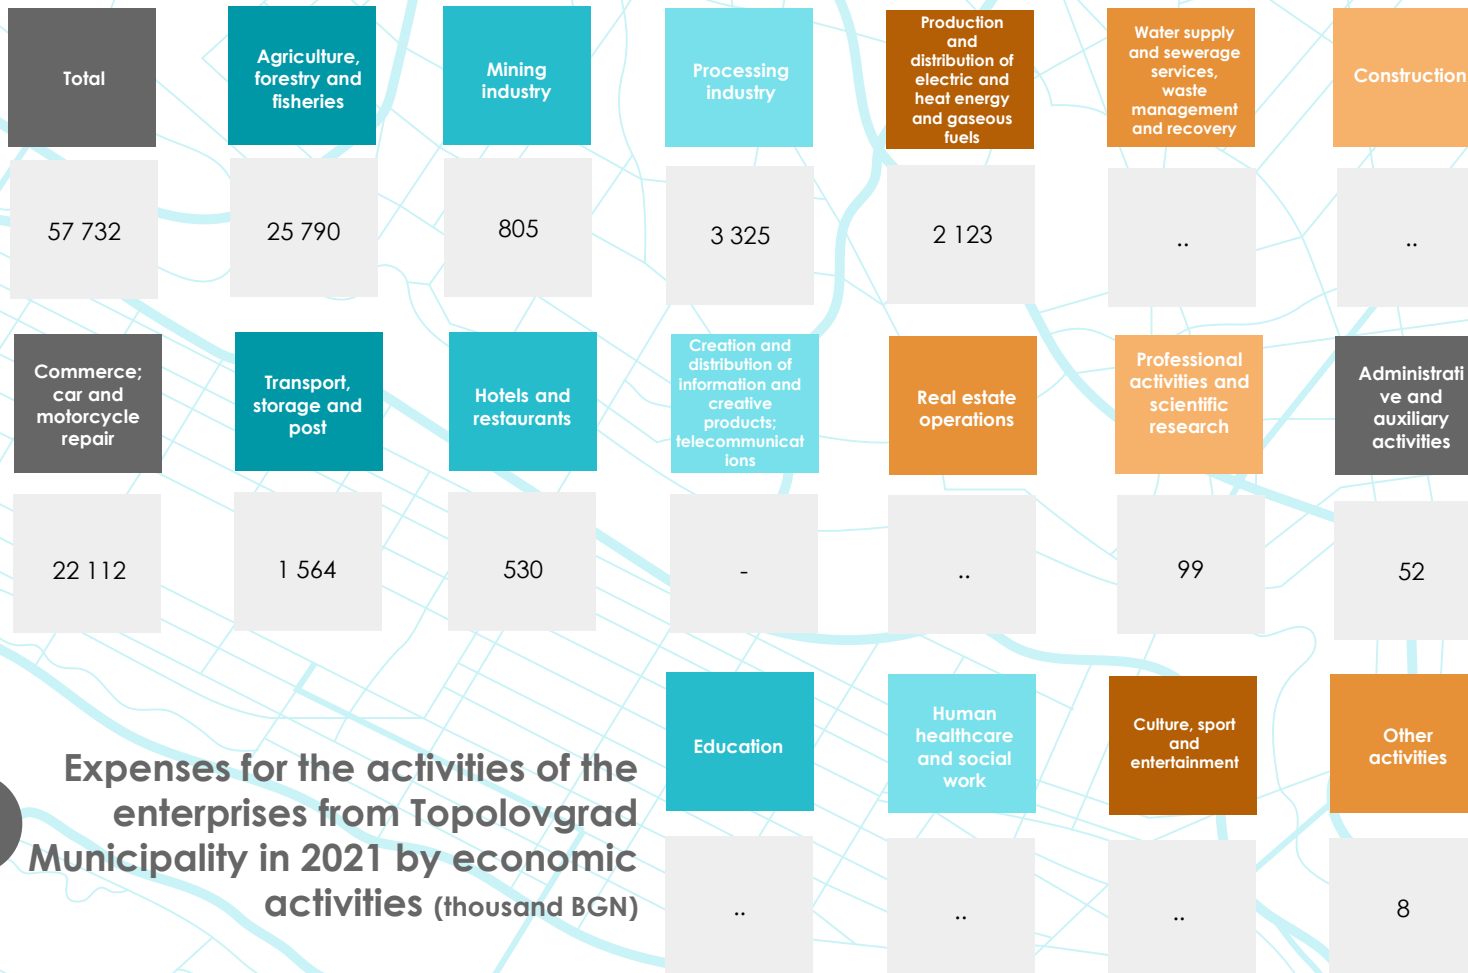 Total
Agriculture,
forestry and
fisheries
Mining
industry
Processing
industry
Production
and
distribution of
electric and
heat energy
and gaseous
fuels
Water supply
and sewerage
services,
waste
management
and recovery
Construction
57 732
25 790
805
3 325
2 123
..
..
Commerce;
car and
motorcycle
repair
Transport,
storage and
post
Hotels and
restaurants
Creation and
distribution of
information and
creative
products;
telecommunicat
ions
Real estate
operations
Professional
activities and
scientific
research
Administrati
ve and
auxiliary
activities
22 112
1 564
530
-
..
99
52
Education
Human
healthcare
and social
work
Culture, sport
and
entertainment
Other
activities
..
..
..
8
Expenses for the activities of the
enterprises from Topolovgrad
Municipality in 2021 by economic
activities (thousand BGN)